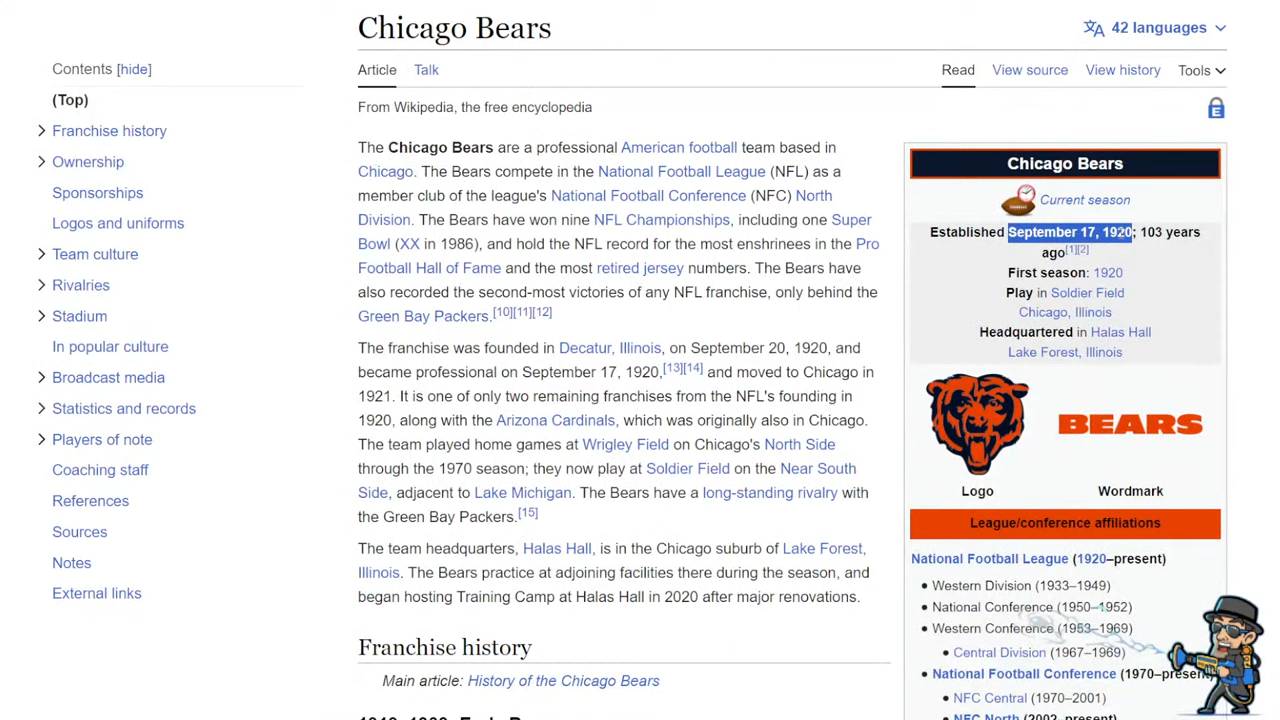 Chicago Bears
42 languages
Contents [hide]
Article Talk
Read View source View history Tools
(Top)
Franchise history
Ownership
Sponsorships
Logos and uniforms
Team culture
Rivalries
Stadium
In popular culture
Broadcast media
Statistics and records
Players of note
Coaching staff
References
Sources
Notes
External links
From Wikipedia, the free encyclopedia
The Chicago Bears are a professional American football team based in
Chicago. The Bears compete in the National Football League (NFL) as a
member club of the league's National Football Conference (NFC) North
Division. The Bears have won nine NFL Championships, including one Super
Bowl (XX in 1986), and hold the NFL record for the most enshrinees in the Pro
Football Hall of Fame and the most retired jersey numbers. The Bears have
also recorded the second-most victories of any NFL franchise, only behind the
Green Bay Packers.[10][11][12]
The franchise was founded in Decatur, Illinois, on September 20, 1920, and
became professional on September 17, 1920,[13][14] and moved to Chicago in
1921. It is one of only two remaining franchises from the NFL's founding in
1920, along with the Arizona Cardinals, which was originally also in Chicago.
The team played home games at Wrigley Field on Chicago's North Side
through the 1970 season; they now play at Soldier Field on the Near South
Side, adjacent to Lake Michigan. The Bears have a long-standing rivalry with
the Green Bay Packers.[15]
The team headquarters, Halas Hall, is in the Chicago suburb of Lake Forest,
Illinois. The Bears practice at adjoining facilities there during the season, and
began hosting Training Camp at Halas Hall in 2020 after major renovations.
Franchise history
Main article: History of the Chicago Bears
Chicago Bears
Current season
Established September 17, 1920; 103 years
ago[1][2]
First season: 1920
Play in Soldier Field
Chicago, Illinois
Headquartered in Halas Hall
Lake Forest, Illinois
BEARS
Logo Wordmark
League/conference affiliations
National Football League (1920–present)
Western Division (1933–1949)
National Conference (1950–1952)
Western Conference (1953–1969)
Central Division (1967–1969)
National Football Conference (1970–present)
NFC Central (1970–2001)
NFC North (2002–present)